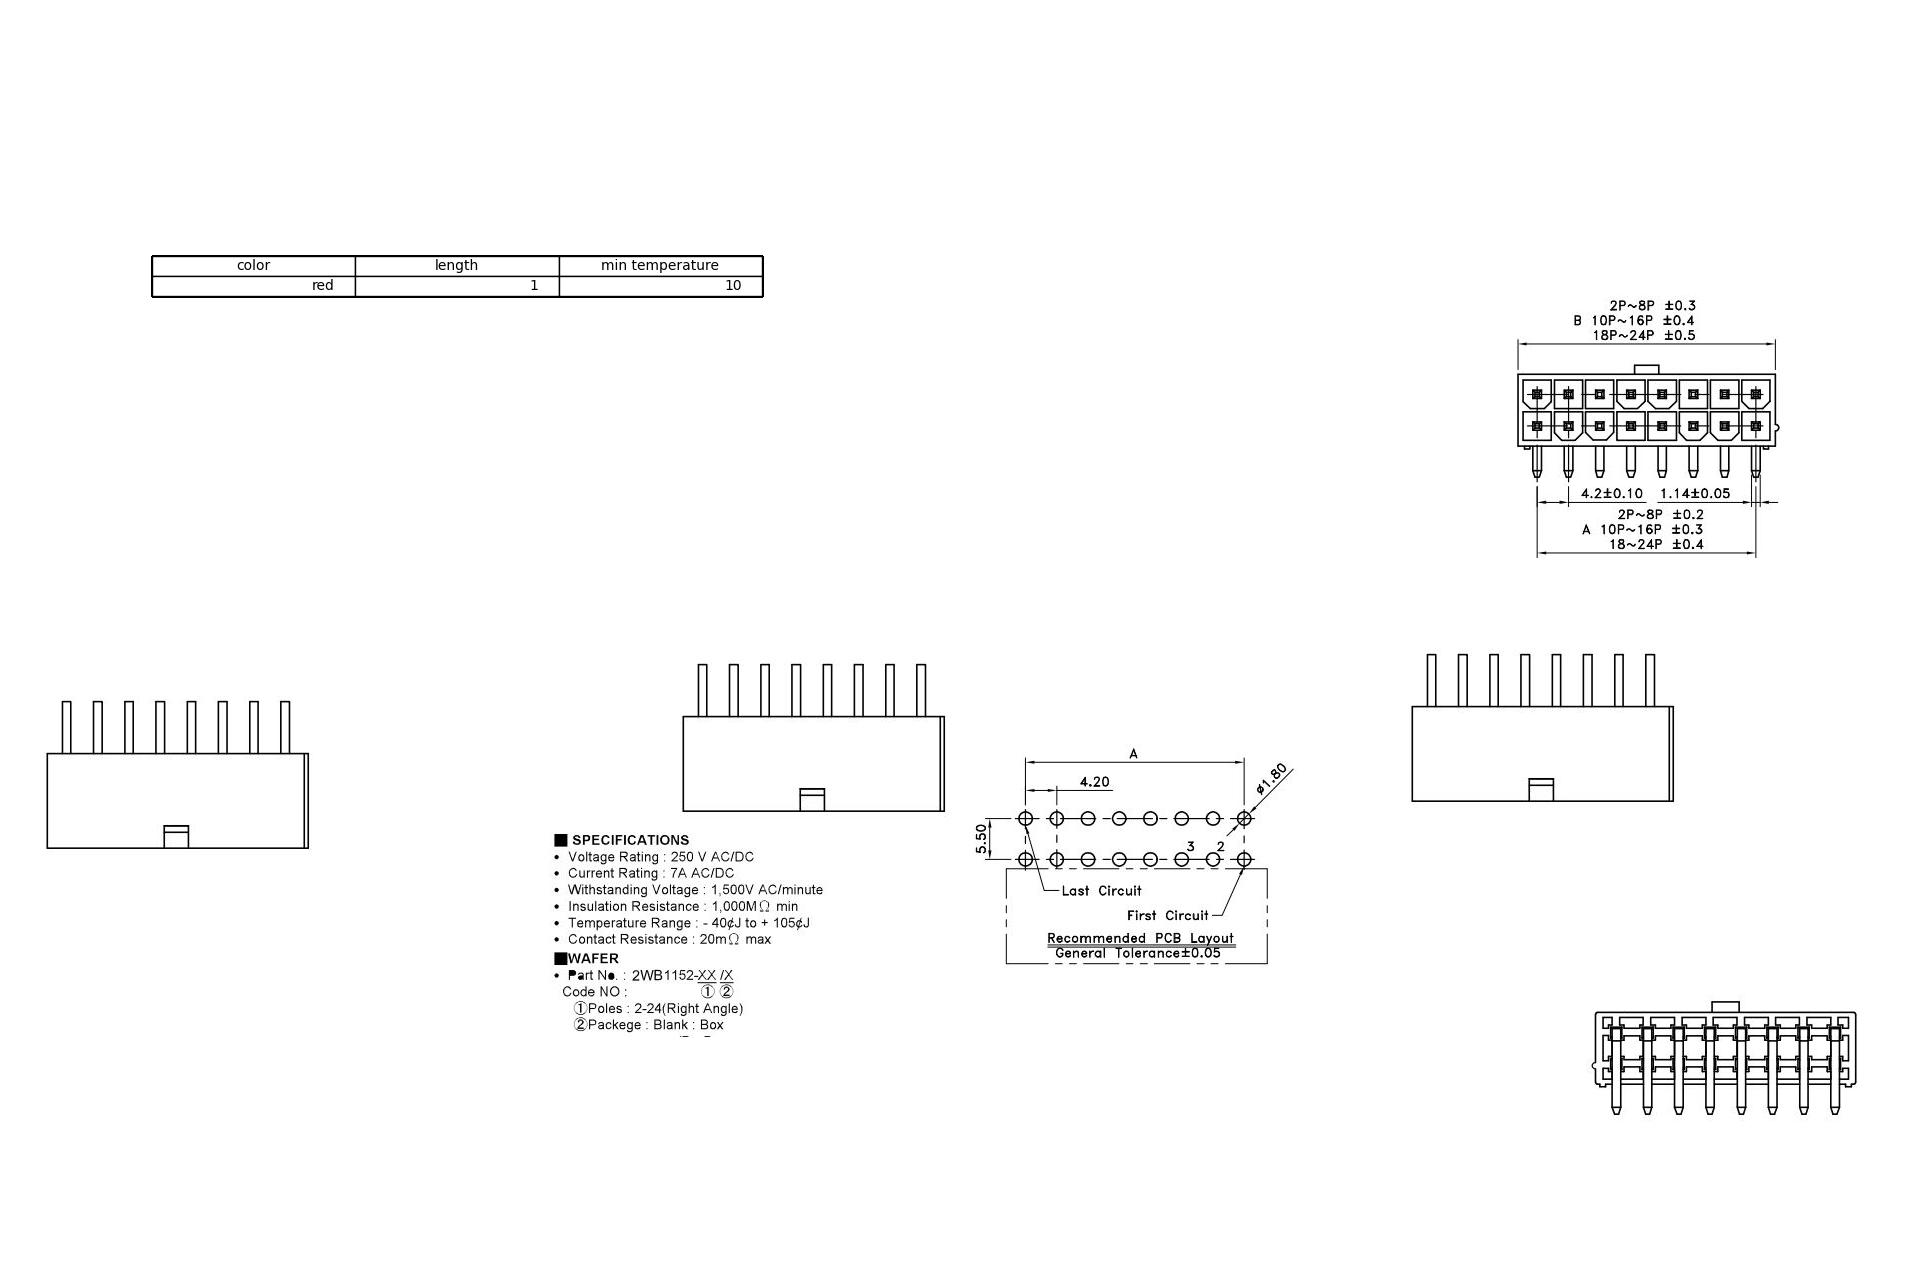 color length min temperature
red 1 10
2P~8P ±0.3
B 10P~16P ±0.4
18P~24P ±0.5
4.2±0.10 1.14±0.05
2P~8P ±0.2
A 10P~16P ±0.3
18~24P ±0.4
A
4.20
ø1.80
5.50
3 2
Last Circuit
First Circuit
Recommended PCB Layout
General Tolerance±0.05
■ SPECIFICATIONS
• Voltage Rating : 250 V AC/DC
• Current Rating : 7A AC/DC
• Withstanding Voltage : 1,500V AC/minute
• Insulation Resistance : 1,000MΩ min
• Temperature Range : - 40¢J to + 105¢J
• Contact Resistance : 20mΩ max
■WAFER
• Part No. : 2WB1152-XX /X
Code NO : ① ②
①Poles : 2-24(Right Angle)
②Packege : Blank : Box